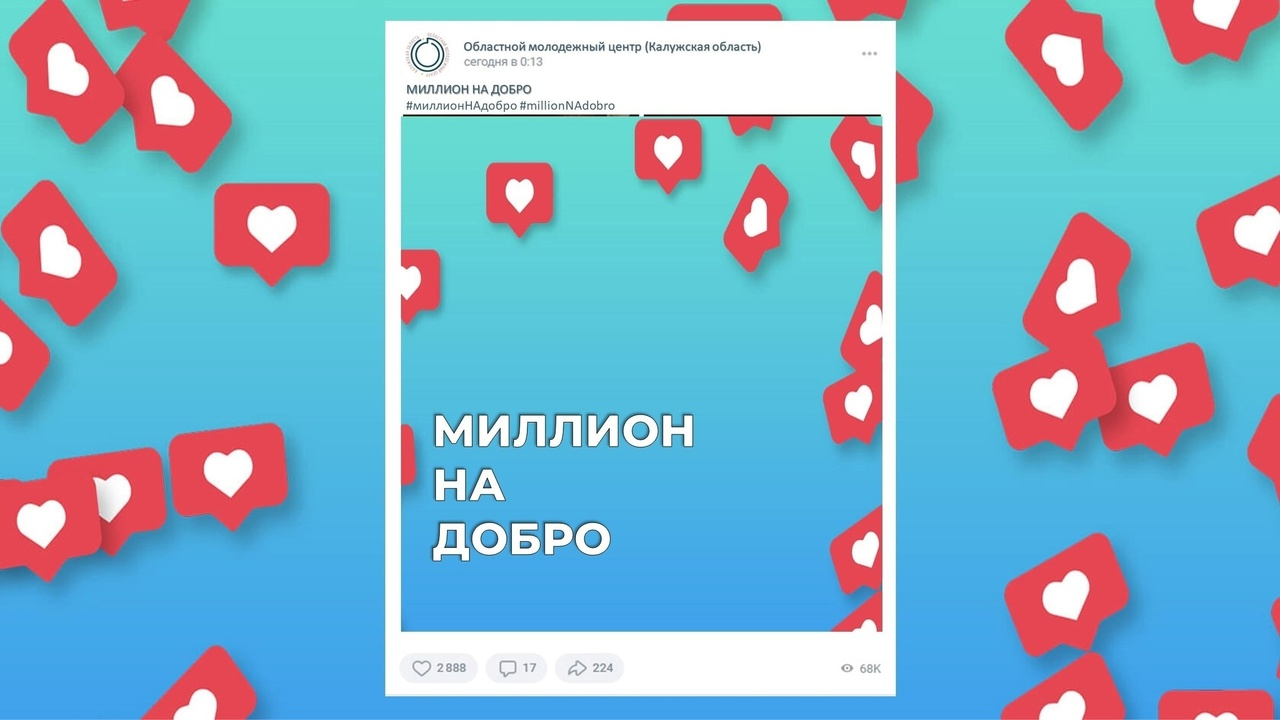 Областной молодежный центр (Калужская область)
сегодня в 0:13
МИЛЛИОН НА ДОБРО
#миллионНАдобро #millionNAdobro
МИЛЛИОН
НА
ДОБРО
2 888 17 224 68K